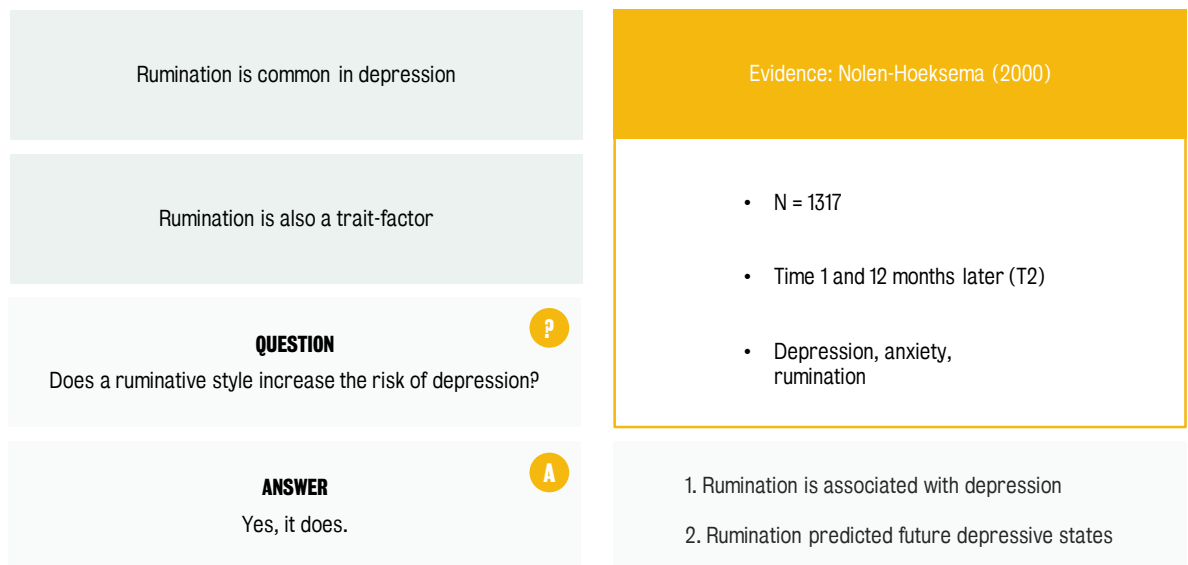 Rumination is common in depression
Rumination is also a trait-factor
?
QUESTION
Does a ruminative style increase the risk of depression?
A
ANSWER
Yes, it does.
Evidence: Nolen-Hoeksema (2000)
• N = 1317
• Time 1 and 12 months later (T2)
• Depression, anxiety,
rumination
1. Rumination is associated with depression
2. Rumination predicted future depressive states